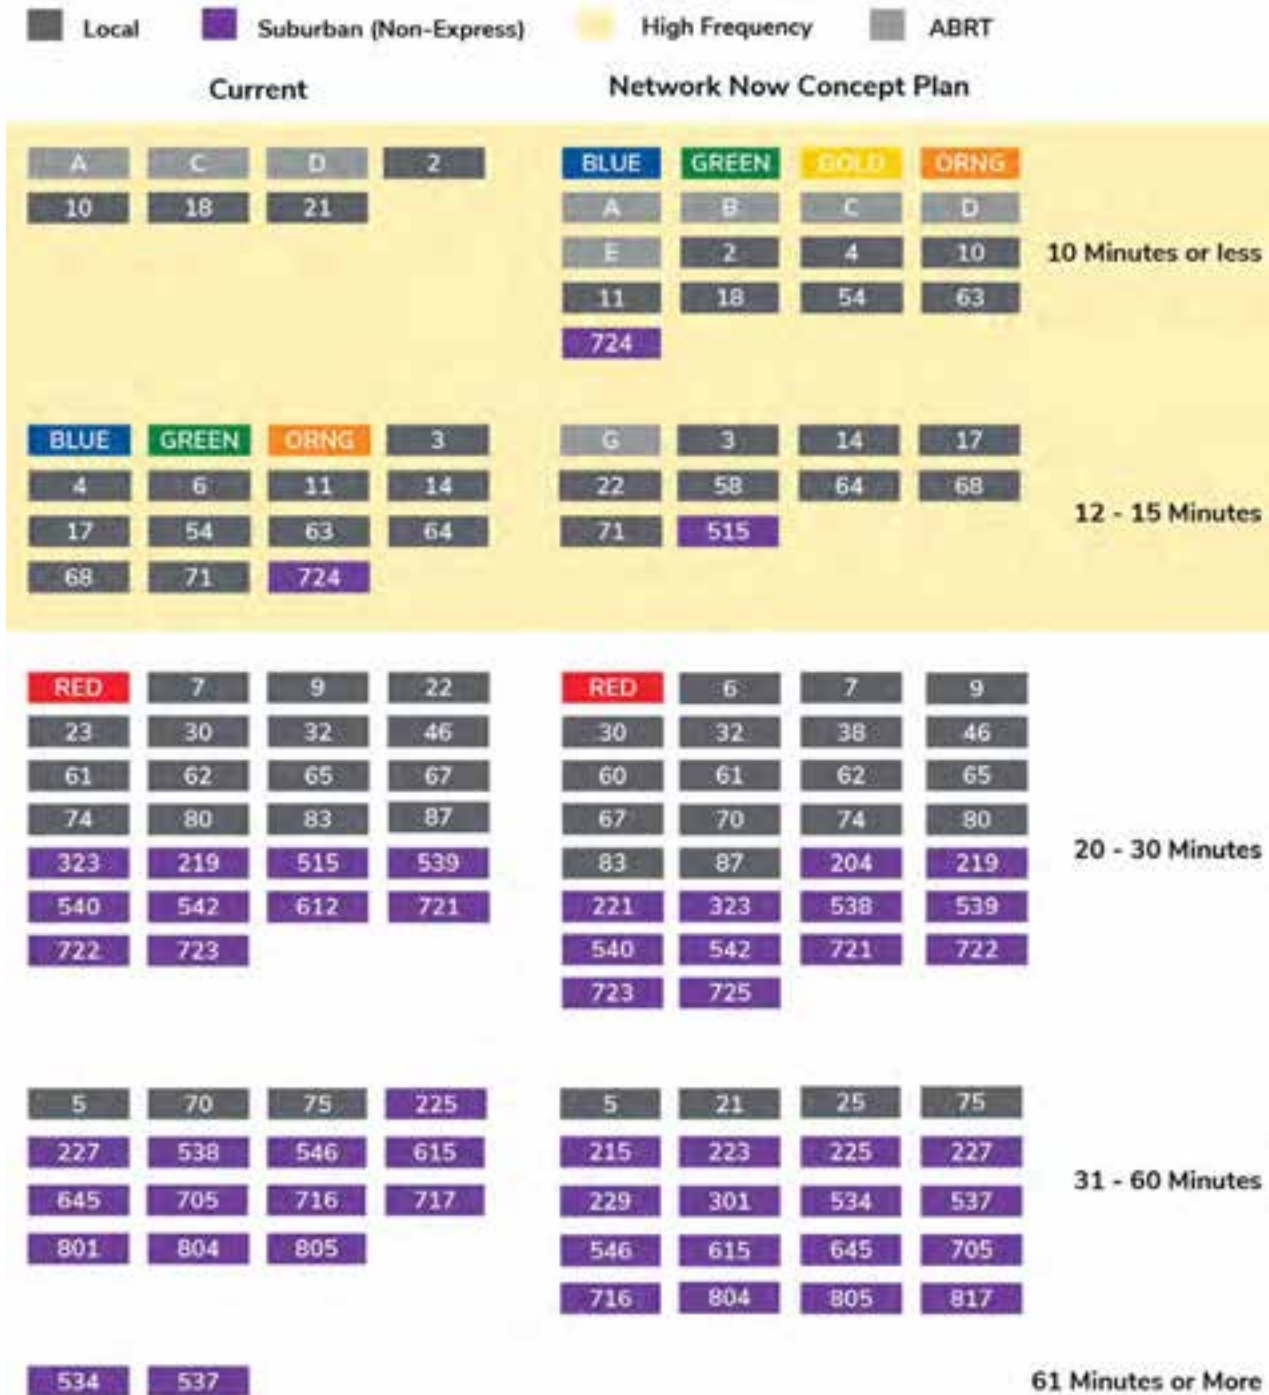 Local Suburban (Non-Express) High Frequency ABRT
Current Network Now Concept Plan
A C D 2 BLUE GREEN GOLD ORNG
10 18 21 A B C D
E 2 4 10 10 Minutes or less
11 18 54 63
724
BLUE GREEN ORNG 3 G 3 14 17
4 6 11 14 22 58 64 68
12 - 15 Minutes
17 54 63 64 71 515
68 71 724
RED 7 9 22 RED 6 7 9
23 30 32 46 30 32 38 46
61 62 65 67 60 61 62 65
74 80 83 87 67 70 74 80
20 - 30 Minutes
323 219 515 539 83 87 204 219
540 542 612 721 221 323 538 539
722 723 540 542 721 722
723 725
5 70 75 225 5 21 25 75
227 538 546 615 215 223 225 227
31 - 60 Minutes
645 705 716 717 229 301 534 537
801 804 805 546 615 645 705
716 804 805 817
534 537 61 Minutes or More